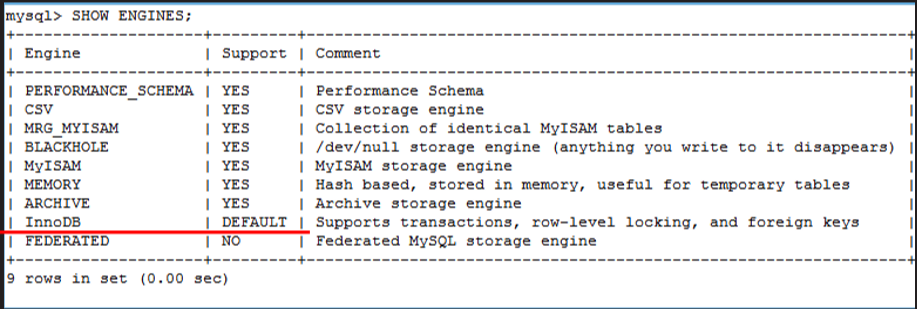 mysql> SHOW ENGINES;
+--------------------+---------+----------------------------------------------------------------+
| Engine             | Support | Comment                                                        |
+--------------------+---------+----------------------------------------------------------------+
| PERFORMANCE_SCHEMA | YES     | Performance Schema                                             |
| CSV                | YES     | CSV storage engine                                             |
| MRG_MYISAM         | YES     | Collection of identical MyISAM tables                          |
| BLACKHOLE          | YES     | /dev/null storage engine (anything you write to it disappears) |
| MyISAM             | YES     | MyISAM storage engine                                          |
| MEMORY             | YES     | Hash based, stored in memory, useful for temporary tables      |
| ARCHIVE            | YES     | Archive storage engine                                         |
| InnoDB             | DEFAULT | Supports transactions, row-level locking, and foreign keys     |
| FEDERATED          | NO      | Federated MySQL storage engine                                 |
+--------------------+---------+----------------------------------------------------------------+
9 rows in set (0.00 sec)